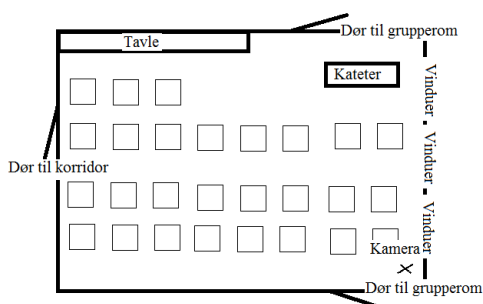 Dør til grupperom
Tavle
Kateter
Vinduer
Vinduer
Dør til korridor
Vinduer
Kamera
Dør til grupperom